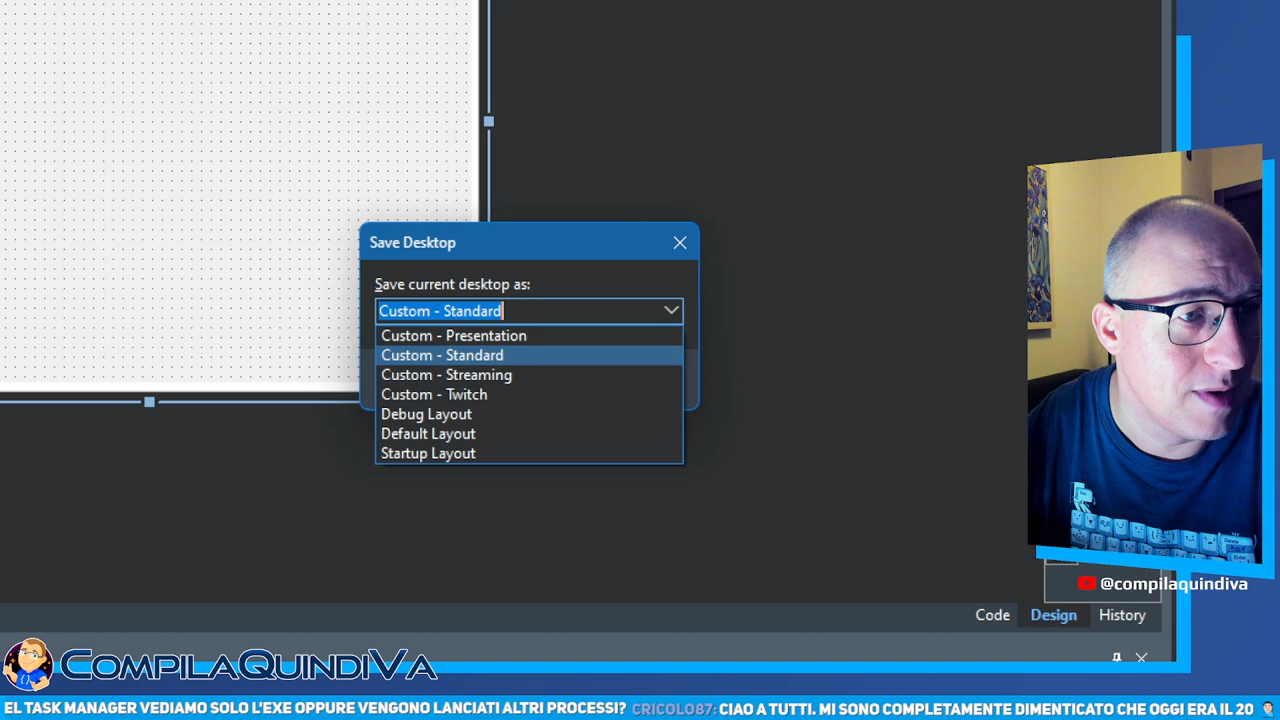 Save Desktop
Save current desktop as:
Custom - Standard
Custom - Presentation
Custom - Standard
Custom - Streaming
Custom - Twitch
Debug Layout
Default Layout
Startup Layout
Delete
Enter
@compilaquindiva
Code
Design
History
CompilaQuindiVa
EL TASK MANAGER VEDIAMO SOLO L'EXE OPPURE VENGONO LANCIATI ALTRI PROCESSI? CRICOLO87: CIAO A TUTTI. MI SONO COMPLETAMENTE DIMENTICATO CHE OGGI ERA IL 20